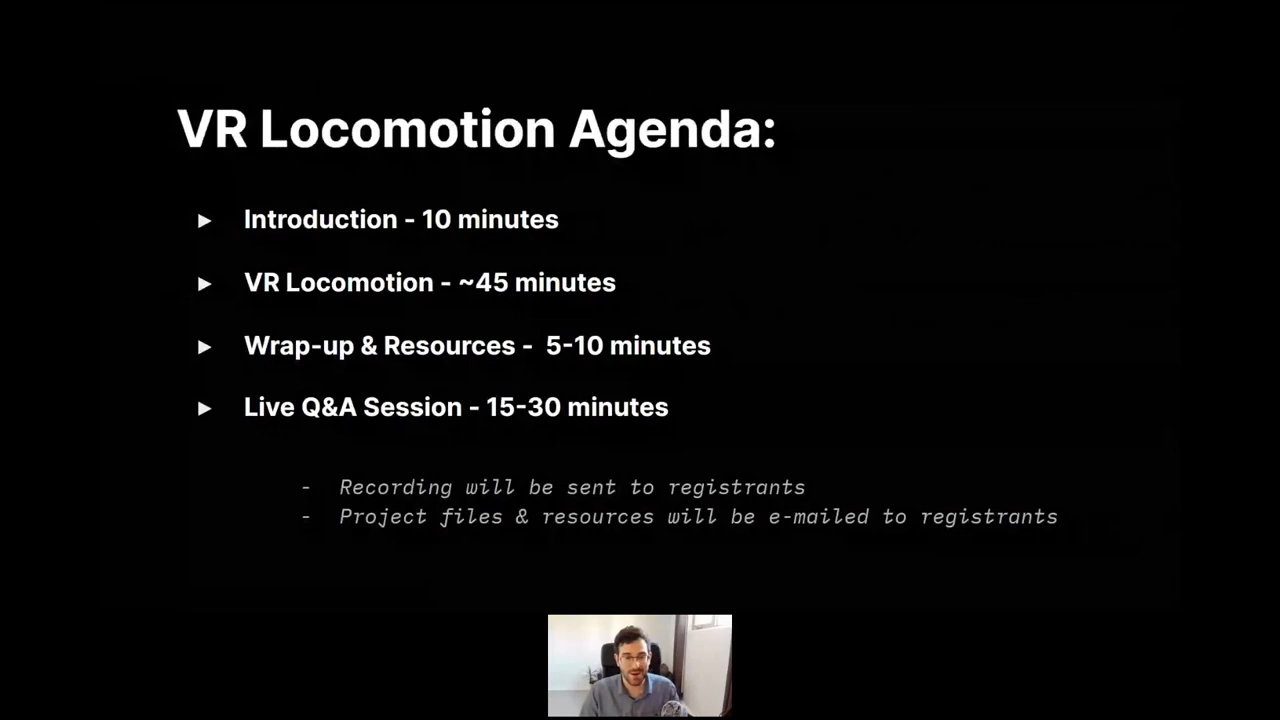 VR Locomotion Agenda:
► Introduction - 10 minutes
► VR Locomotion - ~45 minutes
► Wrap-up & Resources - 5-10 minutes
► Live Q&A Session - 15-30 minutes
- Recording will be sent to registrants
- Project files & resources will be e-mailed to registrants